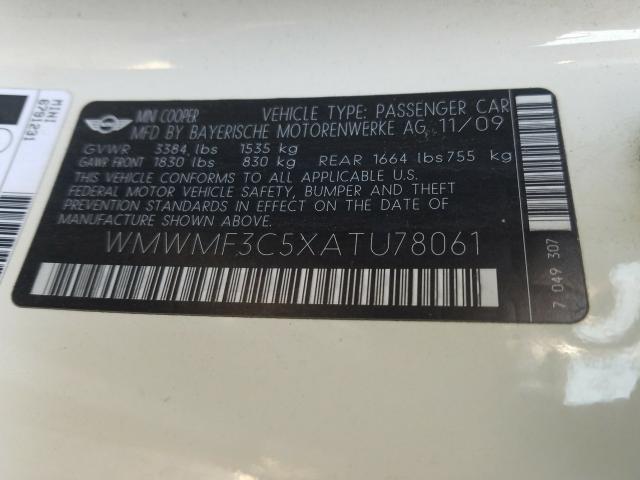 MINI COOPER VEHICLE TYPE: PASSENGER CAR
MFD BY BAYERISCHE MOTORENWERKE AG 11/09
GVWR 3384 lbs 1535 kg
GAWR FRONT 1830 lbs 830 kg REAR 1664 lbs 755 kg
THIS VEHICLE CONFORMS TO ALL APPLICABLE U.S.
FEDERAL MOTOR VEHICLE SAFETY, BUMPER AND THEFT
PREVENTION STANDARDS IN EFFECT ON THE DATE OF
MANUFACTURE SHOWN ABOVE.
WMWMF3C5XATU78061
7 049 307
MINI
6791231